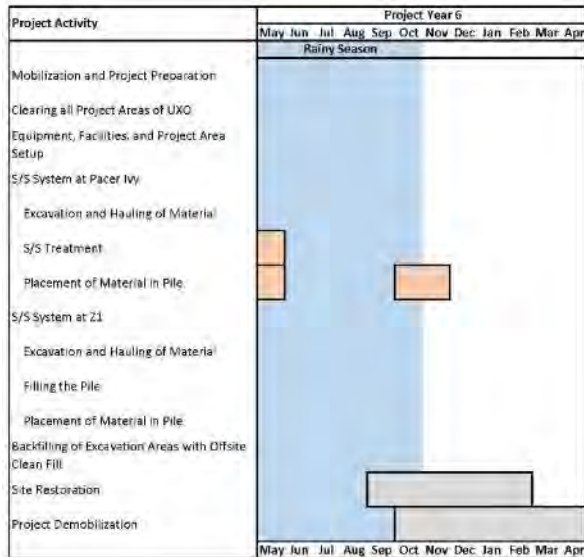 Project Activity
Project Year 6
May Jun Jul Aug Sep Oct Nov Dec Jan Feb Mar Apr
Rainy Season
Mobilization and Project Preparation
Clearing all Project Areas of UXO
Equipment, Facilities, and Project Area
Setup
S/S System at Pacer Ivy
Excavation and Hauling of Material
S/S Treatment
Placement of Material in Pile
S/S System at Z1
Excavation and Hauling of Material
Filling the Pile
Placement of Material in Pile
Backfilling of Excavation Areas with Offsite
Clean Fill
Site Restoration
Project Demobilization
May Jun Jul Aug Sep Oct Nov Dec Jan Feb Mar Apr